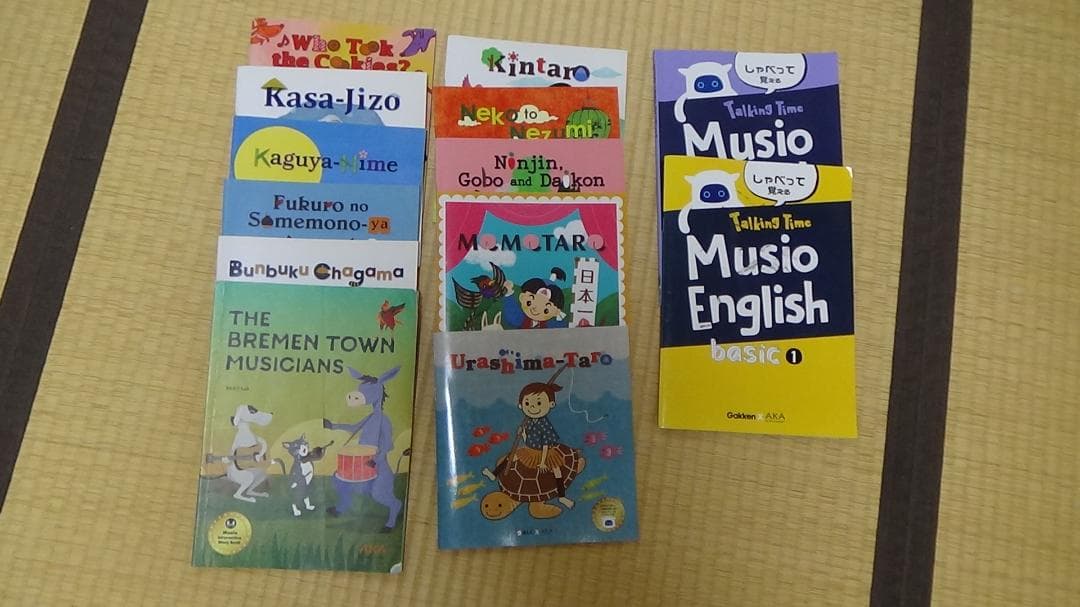 Who Took
the Cookies?
Kasa-Jizo
Kaguya-Hime
Fukuro no
Somemono-ya
Bunbuku Chagama
THE
BREMEN TOWN
MUSICIANS
AKA
Kintaro
Neko to
Nezumi
Ninjin,
Gobo and Daikon
MOMOTARO
日本一
Urashima-Taro
しゃべって
覚える
Talking Time
Musio
しゃべって
覚える
Talking Time
Musio
English
basic 1
Gakken x AKA